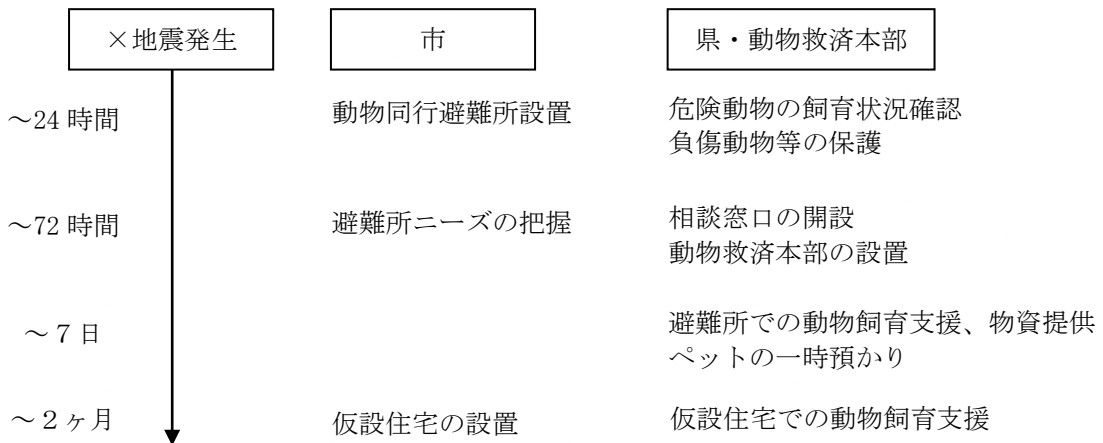 ×地震発生
市
県・動物救済本部
～24時間
動物同行避難所設置
危険動物の飼育状況確認
負傷動物等の保護
～72時間
避難所ニーズの把握
相談窓口の開設
動物救済本部の設置
～７日
避難所での動物飼育支援、物資提供
ペットの一時預かり
～２ヶ月
仮設住宅の設置
仮設住宅での動物飼育支援